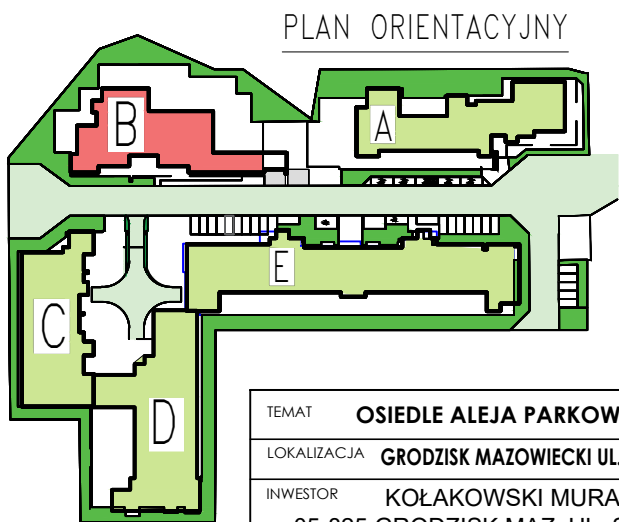 PLAN ORIENTACYJNY
B
A
E
C
D
TEMAT OSIEDLE ALEJA PARKOW
LOKALIZACJA GRODZISK MAZOWIECKI UL.
INWESTOR KOŁAKOWSKI MURA